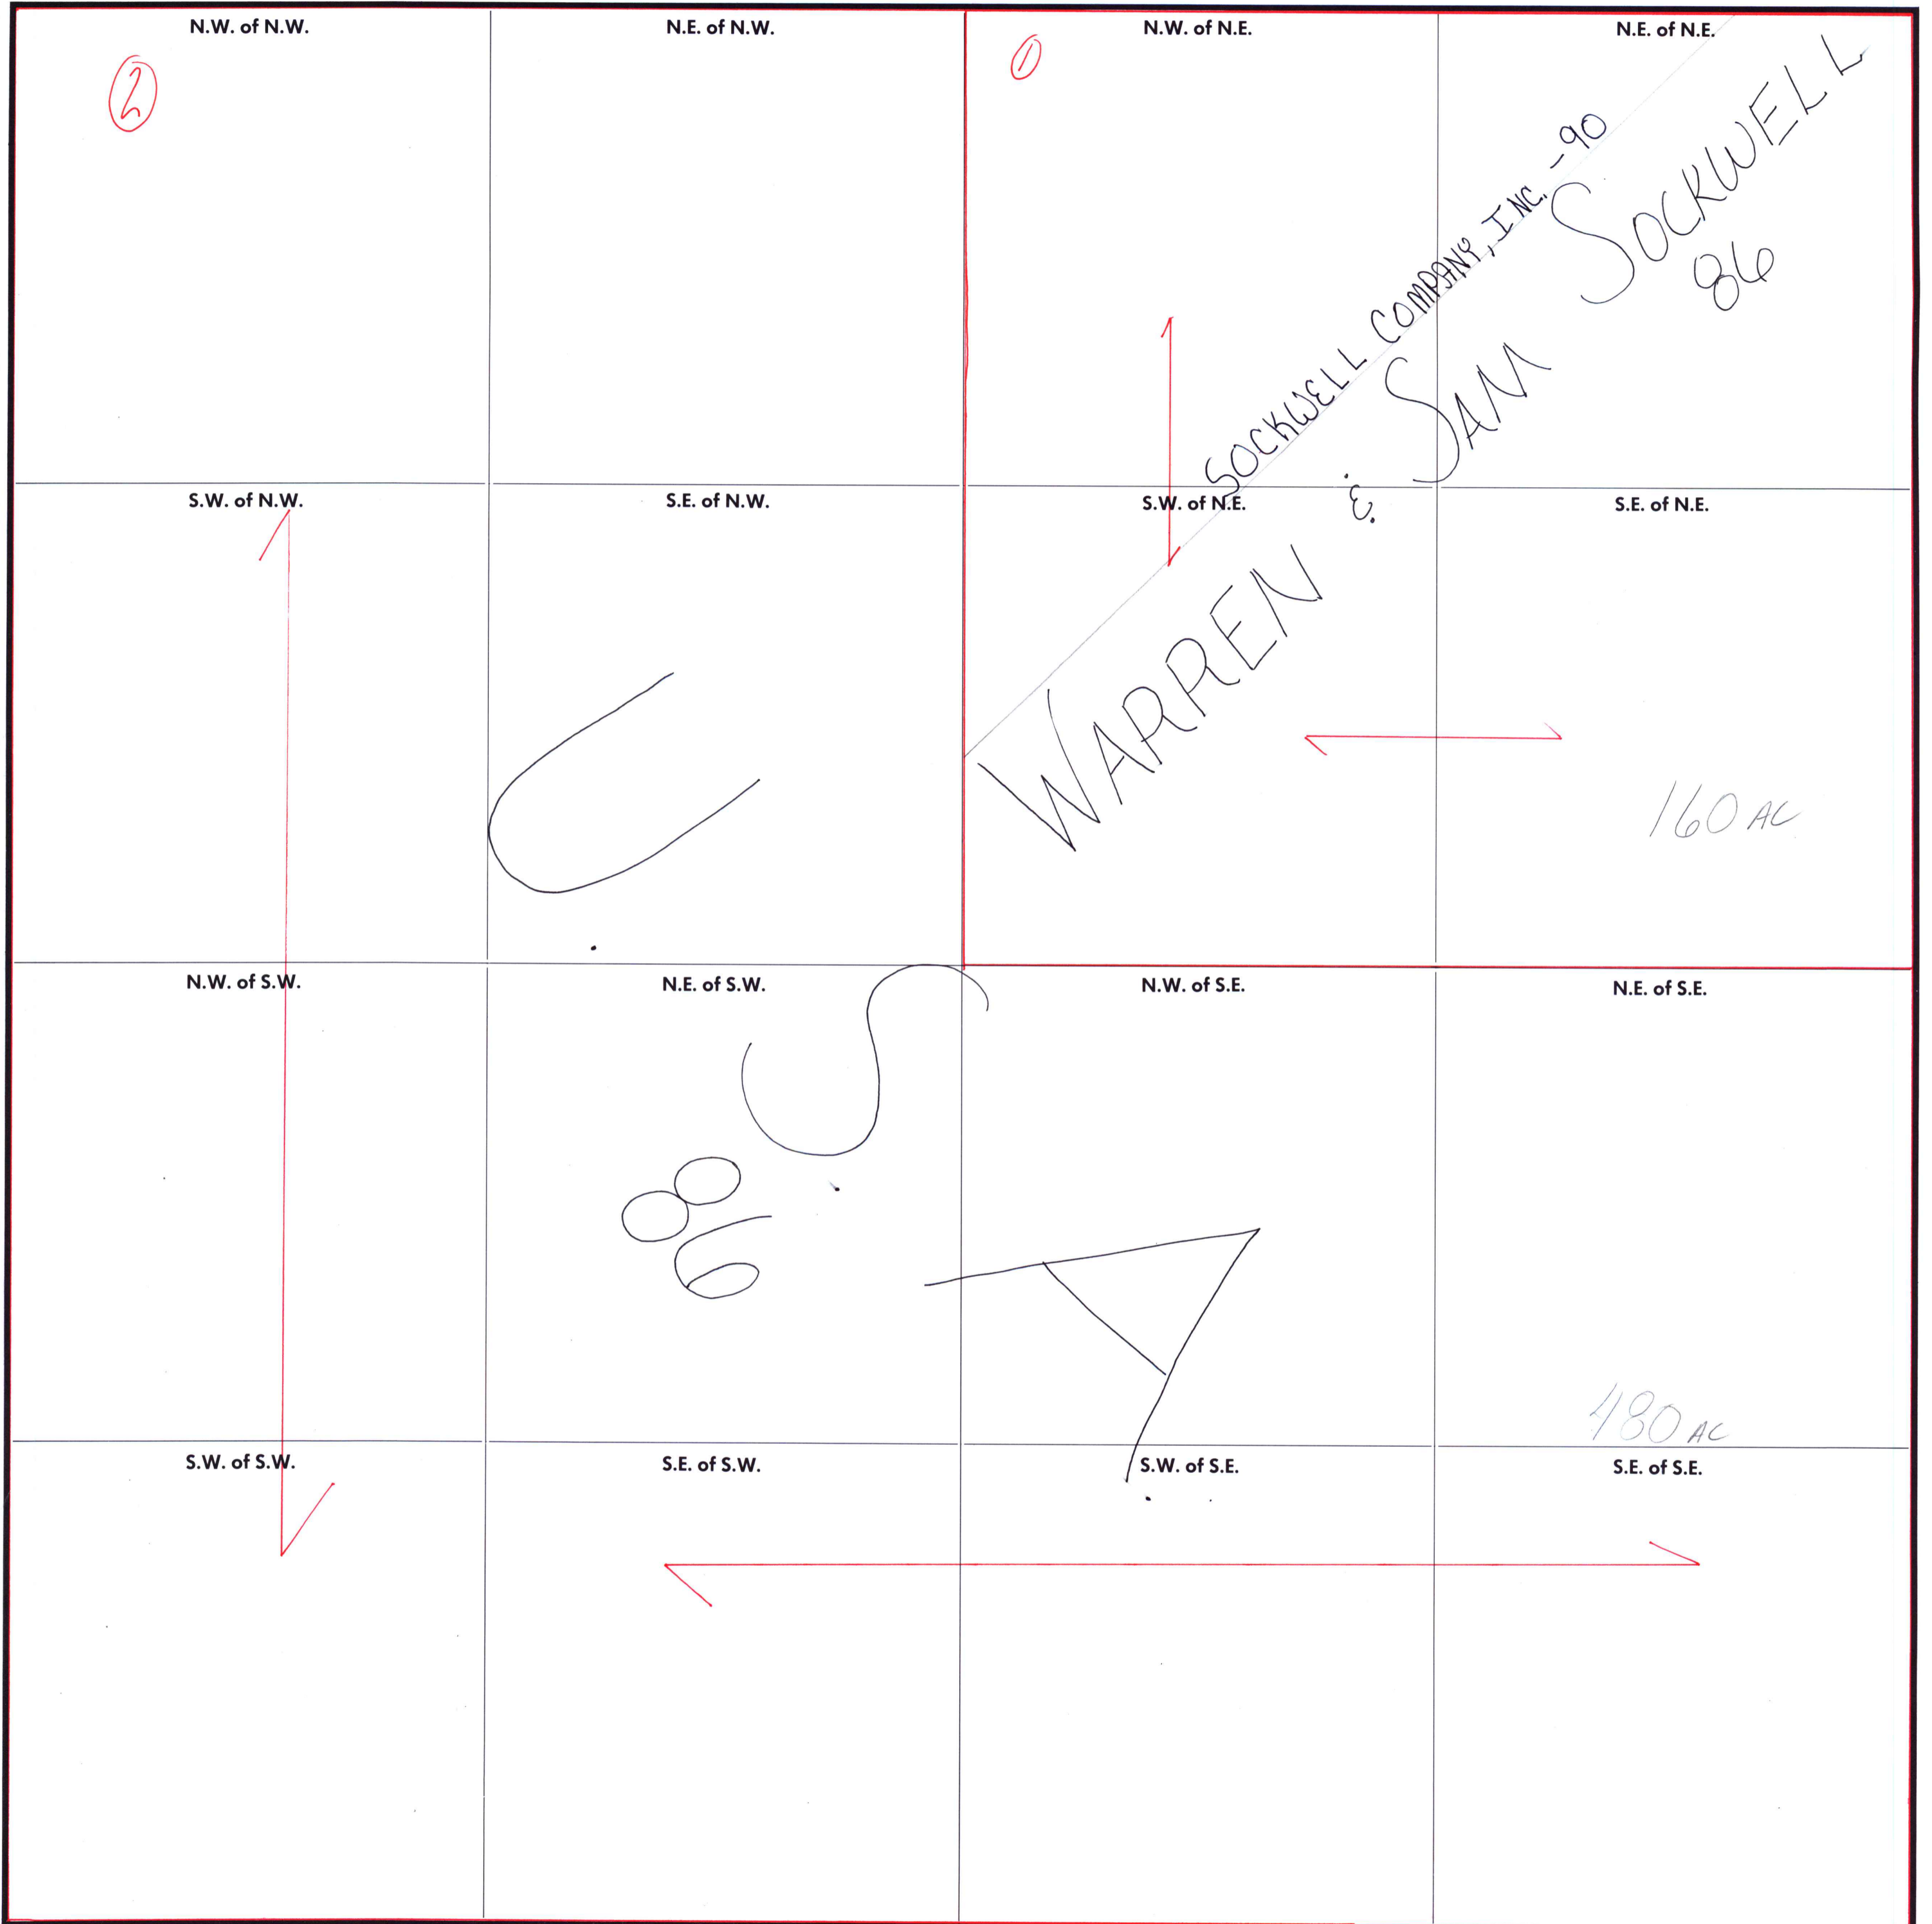 N.W. of N.W.
N.E. of N.W.
N.W. of N.E.
N.E. of N.E.
2
1
SOCKWELL COMPANY, INC. -90
WARREN & SAM SOCKWELL
86
S.W. of N.W.
S.E. of N.W.
S.W. of N.E.
S.E. of N.E.
160 AC
U.S.A.
86
N.W. of S.W.
N.E. of S.W.
N.W. of S.E.
N.E. of S.E.
480 AC
S.W. of S.W.
S.E. of S.W.
S.W. of S.E.
S.E. of S.E.